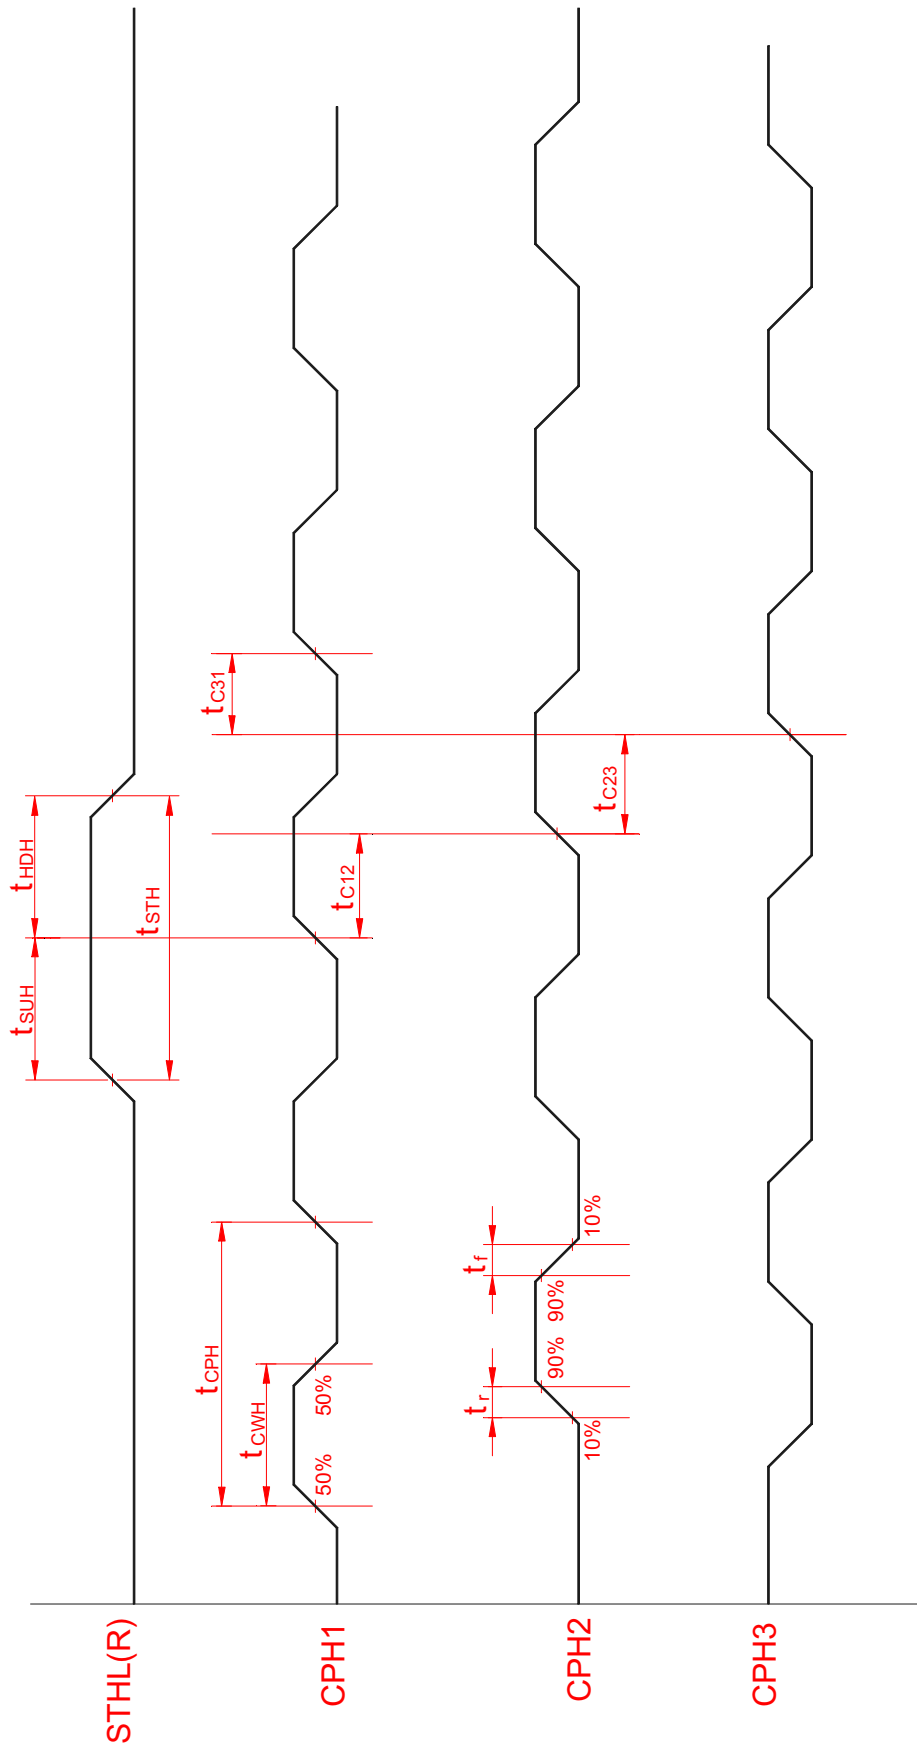 STHL(R)
tSUH
tHDH
tSTH
CPH1
tCWH
tCPH
50%
50%
tC12
tC31
CPH2
tr
tf
10%
90%
90%
10%
tC23
CPH3